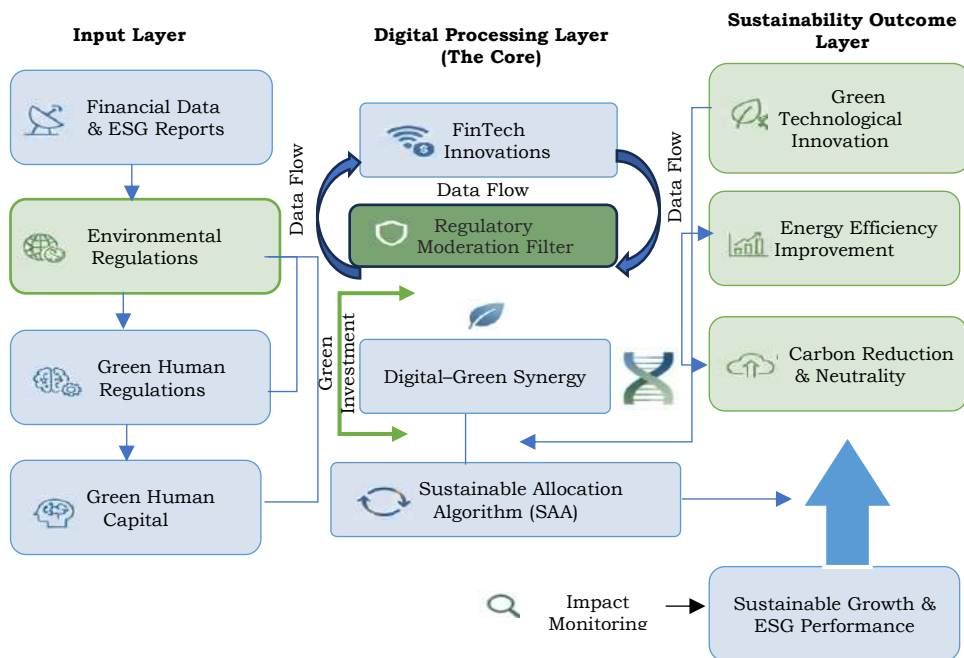 Input Layer
Financial Data
& ESG Reports
Environmental
Regulations
Green Human
Regulations
Green Human
Capital
Digital Processing Layer
(The Core)
Data Flow
FinTech
Innovations
Data Flow
Regulatory
Moderation Filter
Data Flow
Green
Investment
Digital–Green Synergy
Sustainable Allocation
Algorithm (SAA)
Impact
Monitoring
Sustainability Outcome
Layer
Green
Technological
Innovation
Energy Efficiency
Improvement
Carbon Reduction
& Neutrality
Sustainable Growth &
ESG Performance